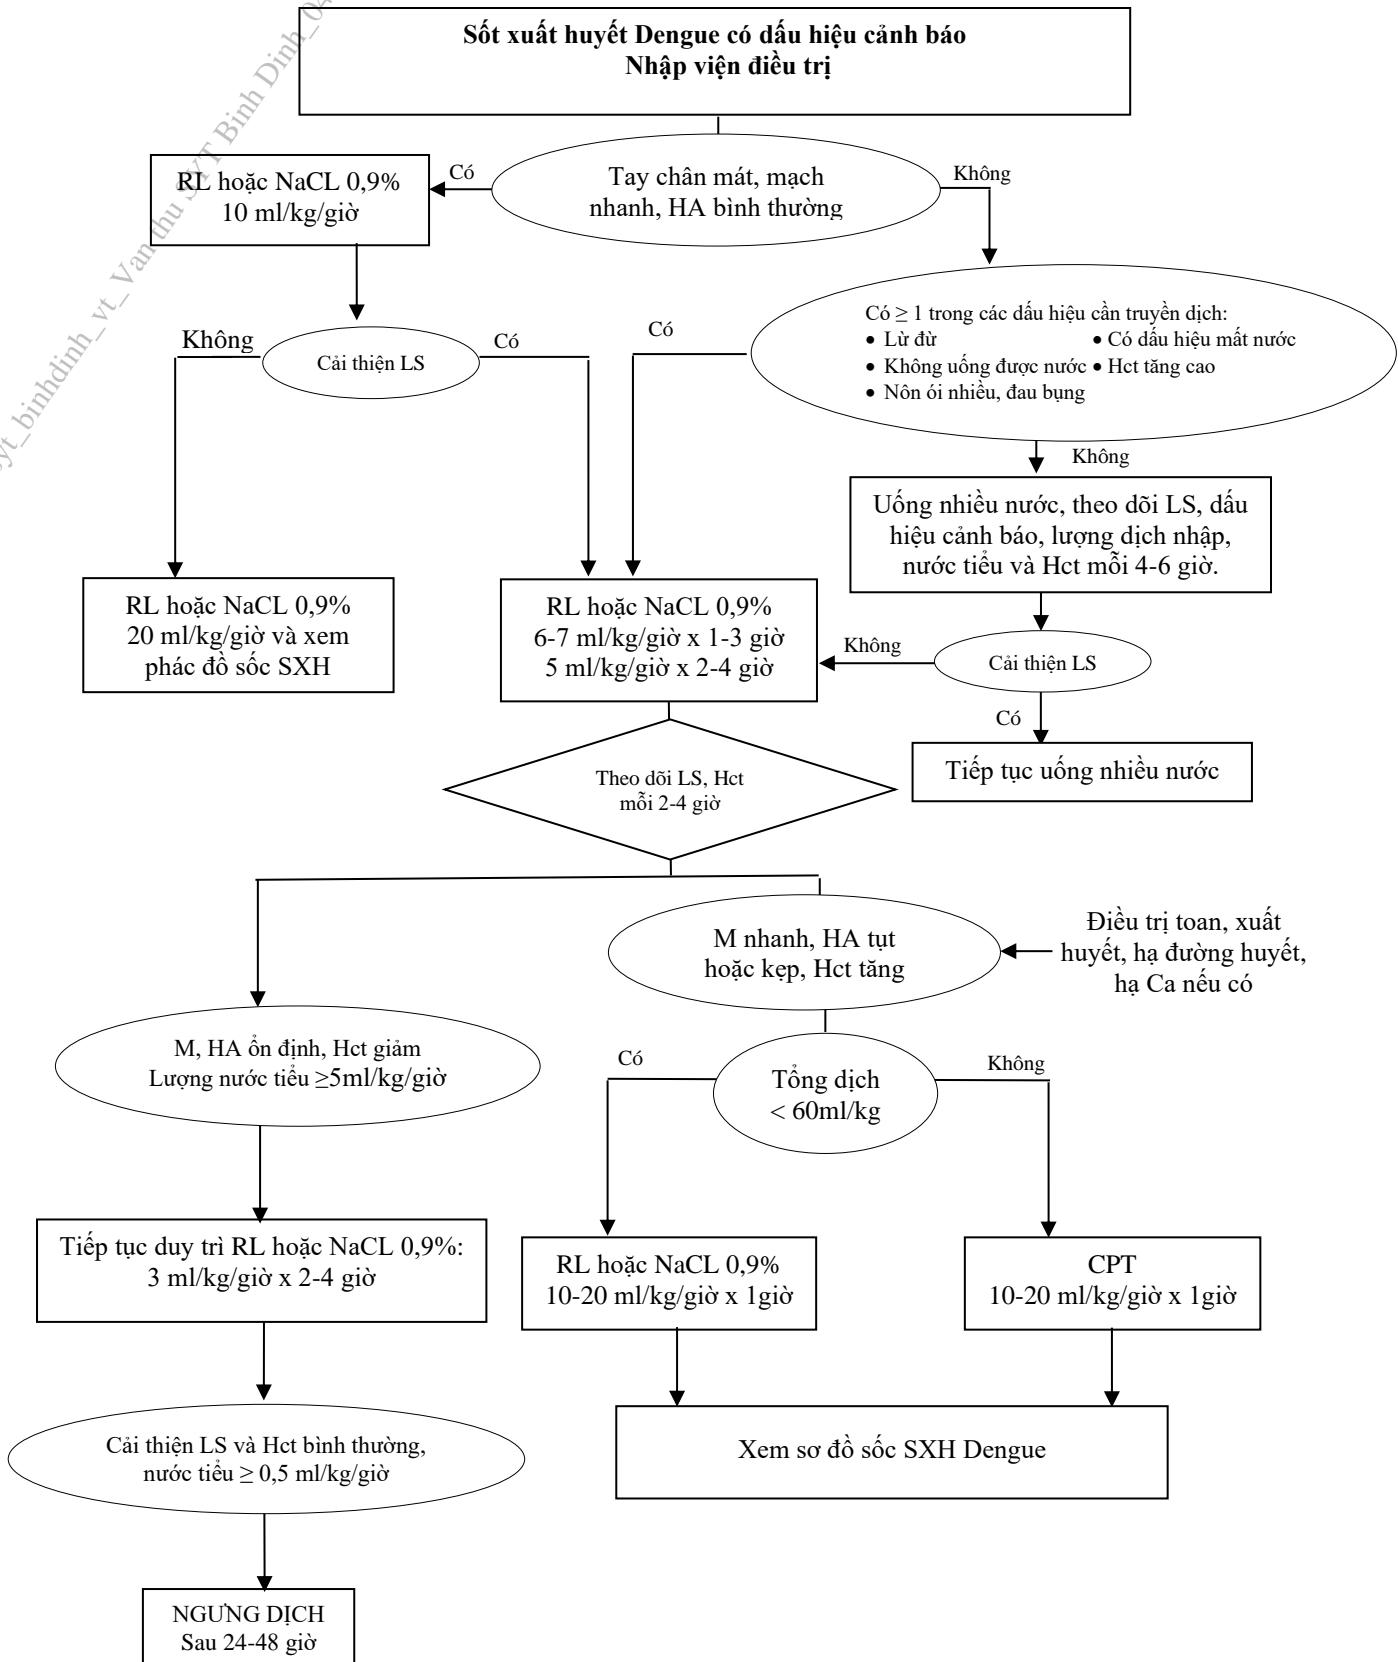 Sốt xuất huyết Dengue có dấu hiệu cảnh báo
Nhập viện điều trị
Tay chân mát, mạch
nhanh, HA bình thường
Có
Không
RL hoặc NaCL 0,9%
10 ml/kg/giờ
Có ≥ 1 trong các dấu hiệu cần truyền dịch:
• Lừ đừ • Có dấu hiệu mất nước
• Không uống được nước • Hct tăng cao
• Nôn ói nhiều, đau bụng
Có
Không
Cải thiện LS
Không
Có
Uống nhiều nước, theo dõi LS, dấu
hiệu cảnh báo, lượng dịch nhập,
nước tiểu và Hct mỗi 4-6 giờ.
RL hoặc NaCL 0,9%
20 ml/kg/giờ và xem
phác đồ sốc SXH
RL hoặc NaCL 0,9%
6-7 ml/kg/giờ x 1-3 giờ
5 ml/kg/giờ x 2-4 giờ
Không
Cải thiện LS
Có
Tiếp tục uống nhiều nước
Theo dõi LS, Hct
mỗi 2-4 giờ
M nhanh, HA tụt
hoặc kẹp, Hct tăng
Điều trị toan, xuất
huyết, hạ đường huyết,
hạ Ca nếu có
M, HA ổn định, Hct giảm
Lượng nước tiểu ≥5ml/kg/giờ
Có
Tổng dịch
< 60ml/kg
Không
Tiếp tục duy trì RL hoặc NaCL 0,9%:
3 ml/kg/giờ x 2-4 giờ
RL hoặc NaCL 0,9%
10-20 ml/kg/giờ x 1giờ
CPT
10-20 ml/kg/giờ x 1giờ
Cải thiện LS và Hct bình thường,
nước tiểu ≥ 0,5 ml/kg/giờ
Xem sơ đồ sốc SXH Dengue
NGƯNG DỊCH
Sau 24-48 giờ
binhdinh_vt_Van thu SYT Binh Dinh